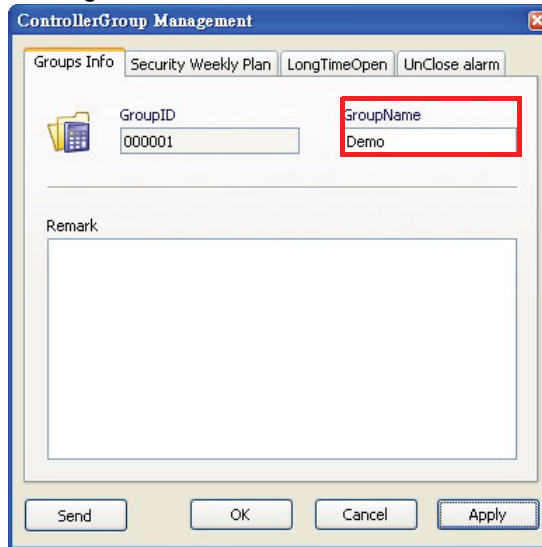 ControllerGroup Management
Groups Info Security Weekly Plan LongTimeOpen UnClose alarm
GroupID GroupName
000001 Demo
Remark
Send OK Cancel Apply